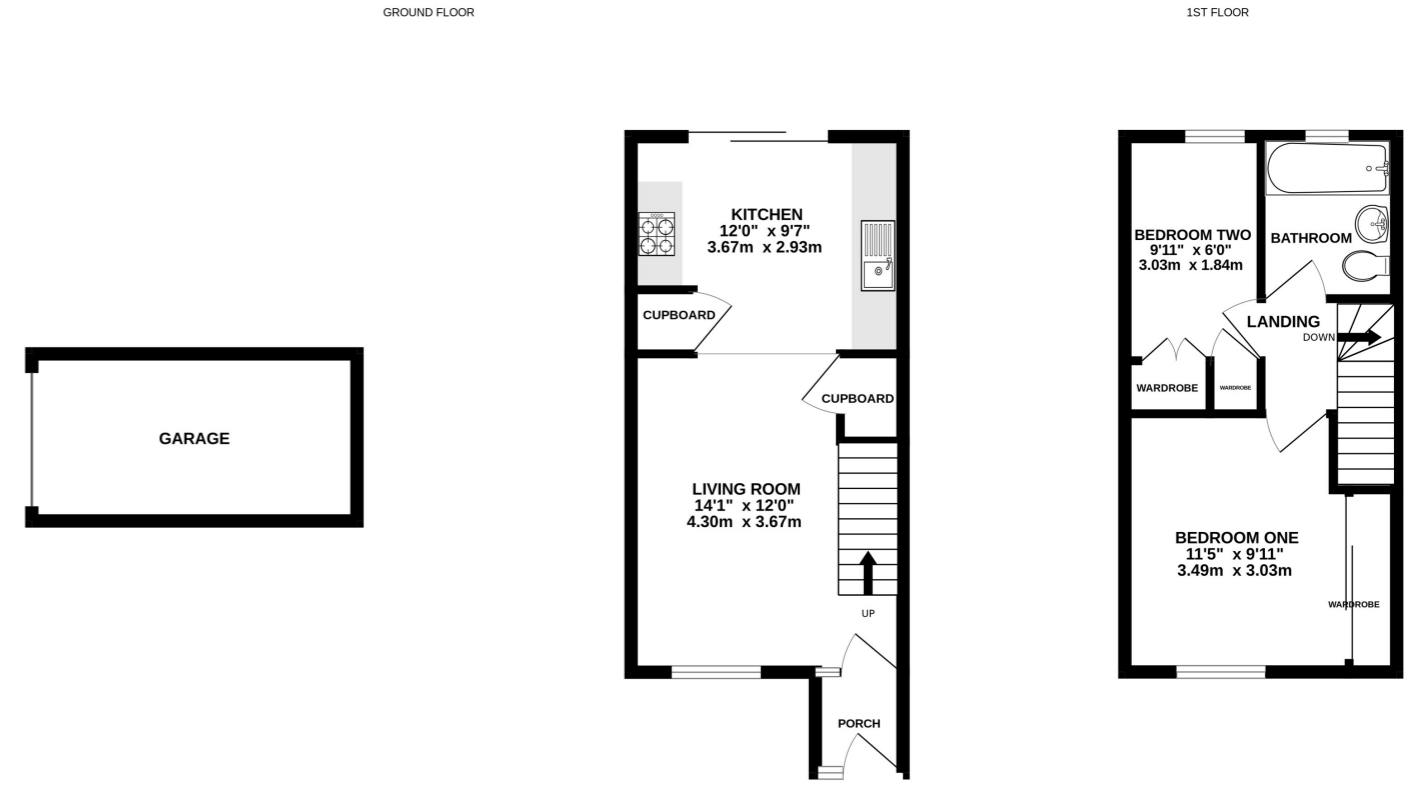 GROUND FLOOR
1ST FLOOR
KITCHEN
12'0" x 9'7"
3.67m x 2.93m
CUPBOARD
CUPBOARD
GARAGE
LIVING ROOM
14'1" x 12'0"
4.30m x 3.67m
UP
PORCH
BEDROOM TWO
9'11" x 6'0"
3.03m x 1.84m
BATHROOM
LANDING
DOWN
WARDROBE
WARDROBE
BEDROOM ONE
11'5" x 9'11"
3.49m x 3.03m
WARDROBE